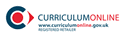 CURRICULUMONLINE
www.curriculumonline.gov.uk
REGISTERED RETAILER